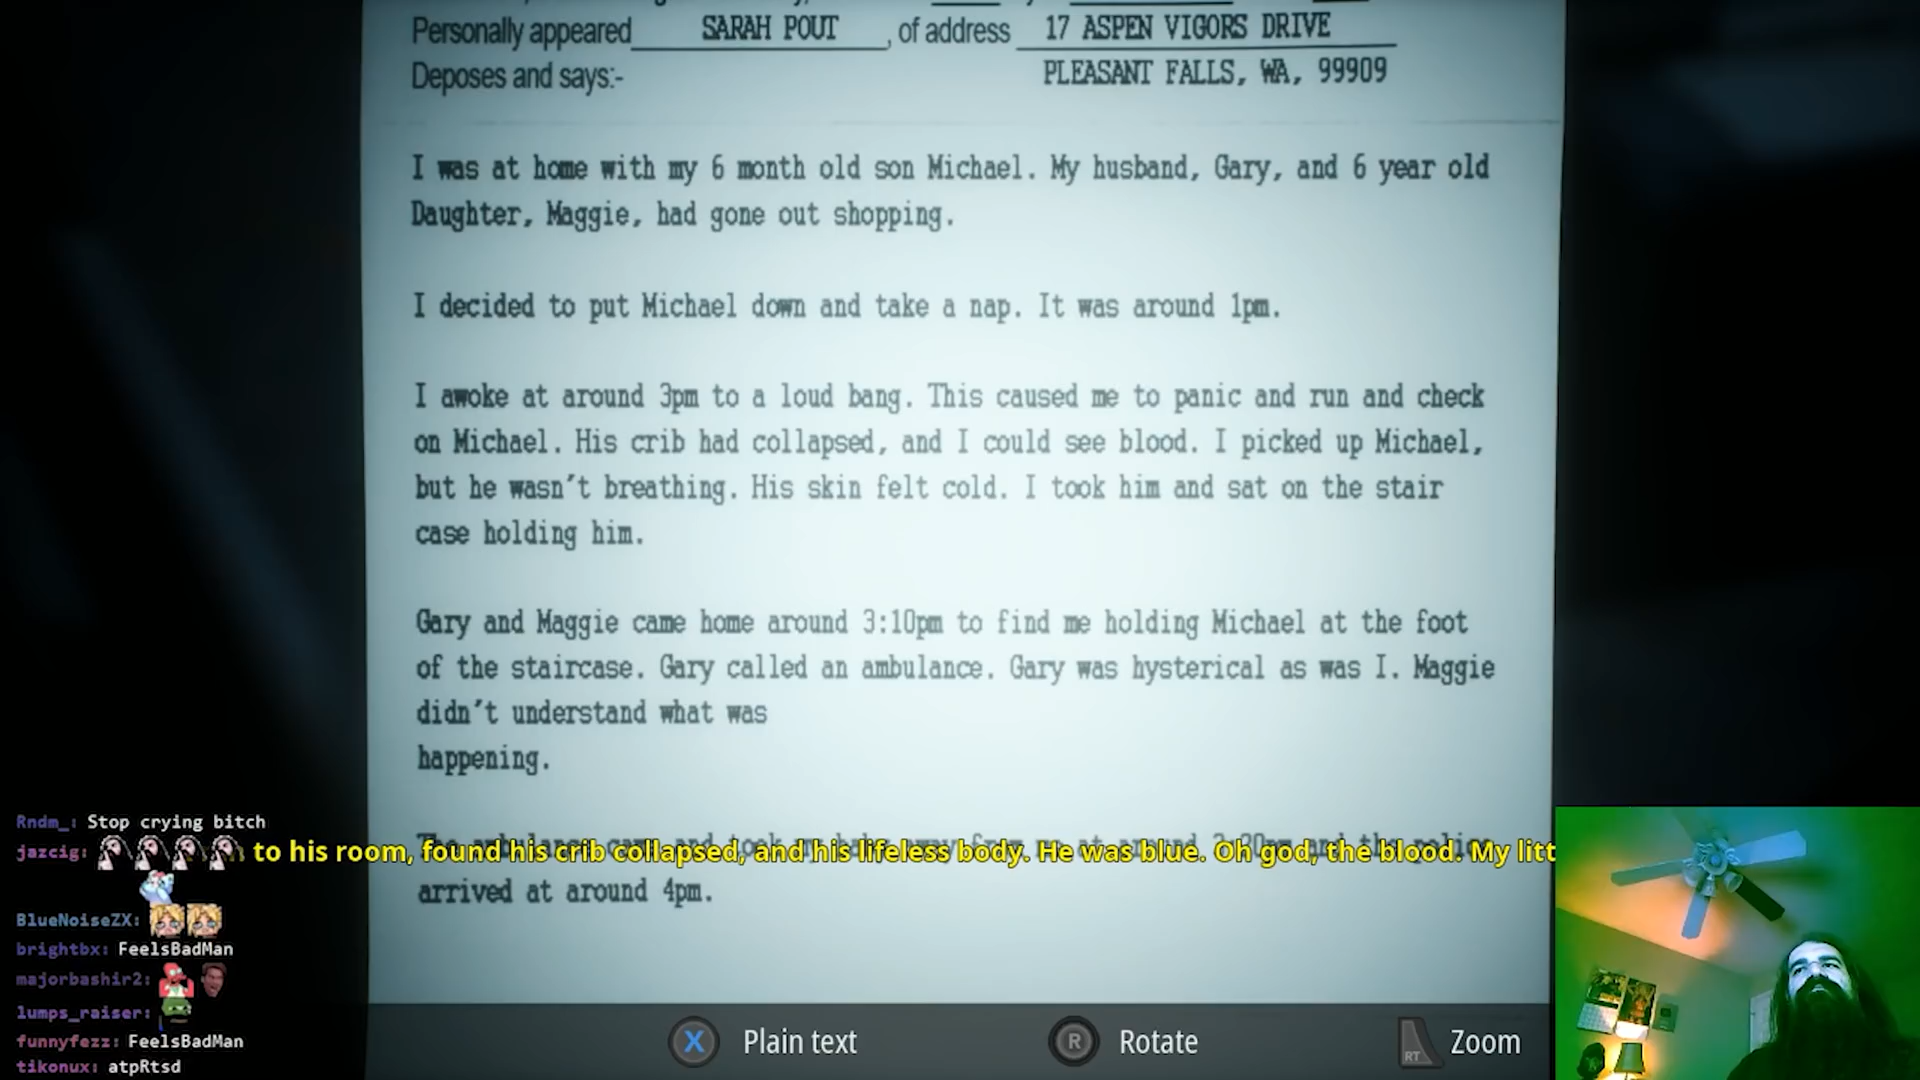 Personally appeared SARAH POUT, of address 17 ASPEN VIGORS DRIVE
Deposes and says:- PLEASANT FALLS, WA, 99909
I was at home with my 6 month old son Michael. My husband, Gary, and 6 year old
Daughter, Maggie, had gone out shopping.
I decided to put Michael down and take a nap. It was around 1pm.
I awoke at around 3pm to a loud bang. This caused me to panic and run and check
on Michael. His crib had collapsed, and I could see blood. I picked up Michael,
but he wasn't breathing. His skin felt cold. I took him and sat on the stair
case holding him.
Gary and Maggie came home around 3:10pm to find me holding Michael at the foot
of the staircase. Gary called an ambulance. Gary was hysterical as was I. Maggie
didn't understand what was
happening.
to his room, found his crib collapsed, and his lifeless body. He was blue. Oh god, the blood. My litt
arrived at around 4pm.
Rndm_: Stop crying bitch
jazcig:
BlueNoiseZX:
brightbx: FeelsBadMan
majorbashir2:
lumps_raiser:
funnyfezz: FeelsBadMan
tikonux: atpRtsd
X Plain text
R Rotate
RT Zoom